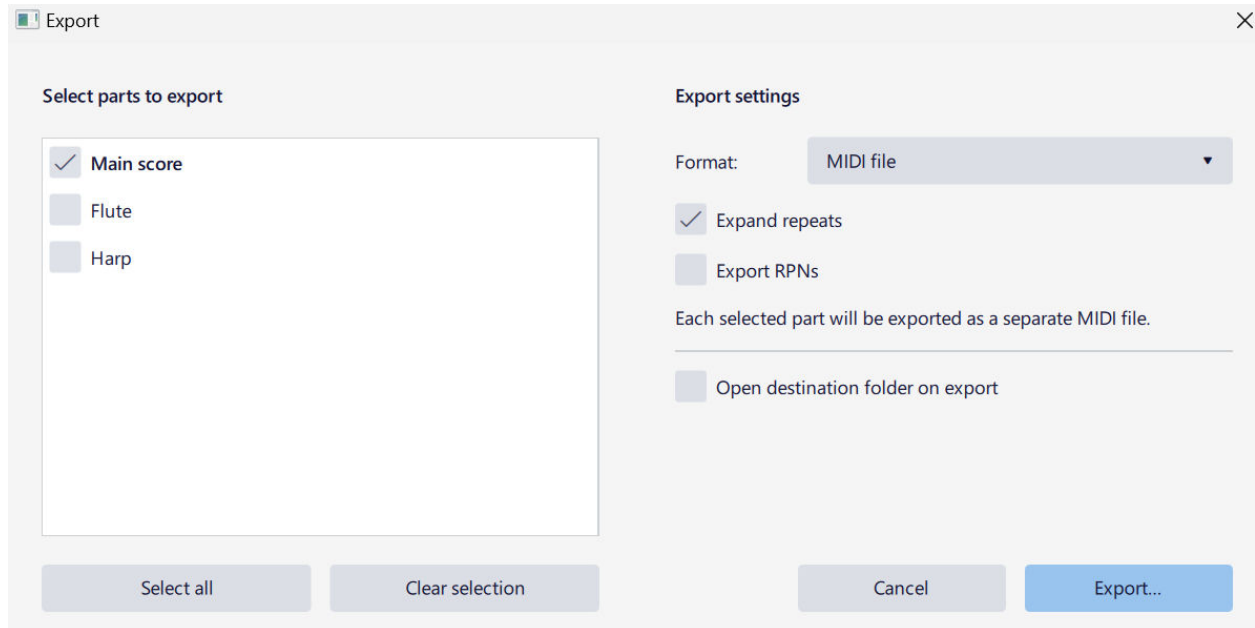 Export
Select parts to export
Main score
Flute
Harp
Select all
Clear selection
Export settings
Format:
MIDI file
Expand repeats
Export RPNs
Each selected part will be exported as a separate MIDI file.
Open destination folder on export
Cancel
Export...